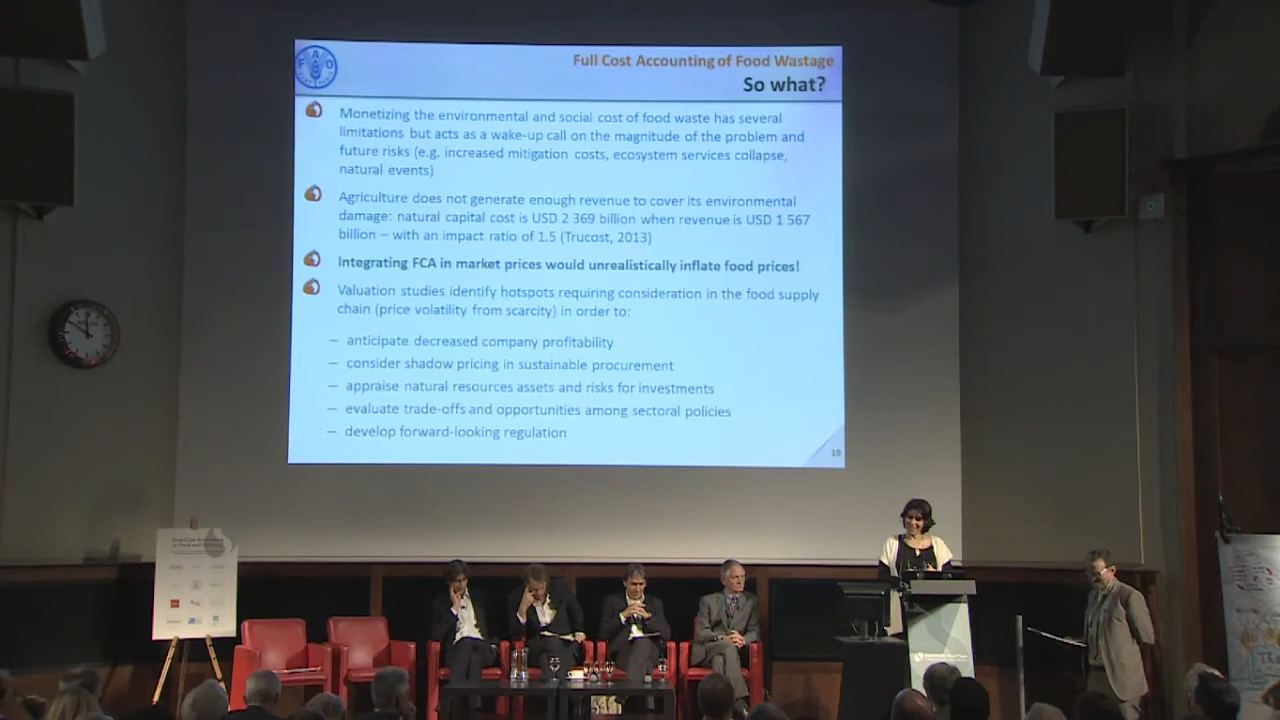 Full Cost Accounting of Food Wastage
So what?
FAO
Monetizing the environmental and social cost of food waste has several
limitations but acts as a wake-up call on the magnitude of the problem and
future risks (e.g. increased mitigation costs, ecosystem services collapse,
natural events)
Agriculture does not generate enough revenue to cover its environmental
damage: natural capital cost is USD 2 369 billion when revenue is USD 1 567
billion – with an impact ratio of 1.5 (Trucost, 2013)
Integrating FCA in market prices would unrealistically inflate food prices!
Valuation studies identify hotspots requiring consideration in the food supply
chain (price volatility from scarcity) in order to:
– anticipate decreased company profitability
– consider shadow pricing in sustainable procurement
– appraise natural resources assets and risks for investments
– evaluate trade-offs and opportunities among sectoral policies
– develop forward-looking regulation